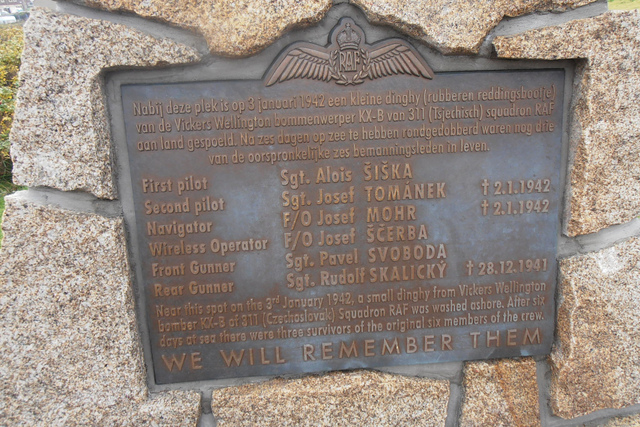 RAF
Nabij deze plek is op 3 januari 1942 een kleine dinghy (rubberen reddingsbootje)
van de Vickers Wellington bommenwerper KX-B van 311 (Tsjechisch) squadron RAF
aan land gespoeld. Na zes dagen op zee te hebben rondgedobberd waren nog drie
van de oorspronkelijke zes bemanningsleden in leven.
First pilot Sgt. Alois ŠIŠKA
Second pilot Sgt. Josef TOMÁNEK † 2.1.1942
Navigator F/O Josef MOHR † 2.1.1942
Wireless Operator F/O Josef ŠČERBA
Front Gunner Sgt. Pavel SVOBODA
Rear Gunner Sgt. Rudolf SKALICKÝ † 28.12.1941
Near this spot on the 3rd January 1942, a small dinghy from Vickers Wellington
bomber KX-B of 311 (Czechoslovak) Squadron RAF was washed ashore. After six
days at sea there were three survivors of the original six members of the crew.
WE WILL REMEMBER THEM